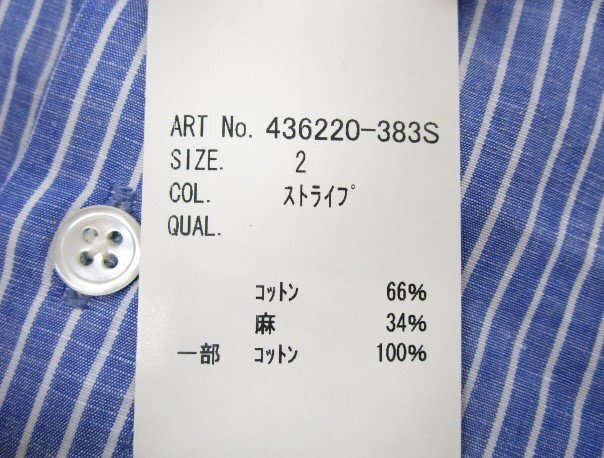 ART No. 436220-383S
SIZE. 2
COL. ｽﾄﾗｲﾌﾟ
QUAL.
ｺｯﾄﾝ 66%
麻 34%
一部 ｺｯﾄﾝ 100%